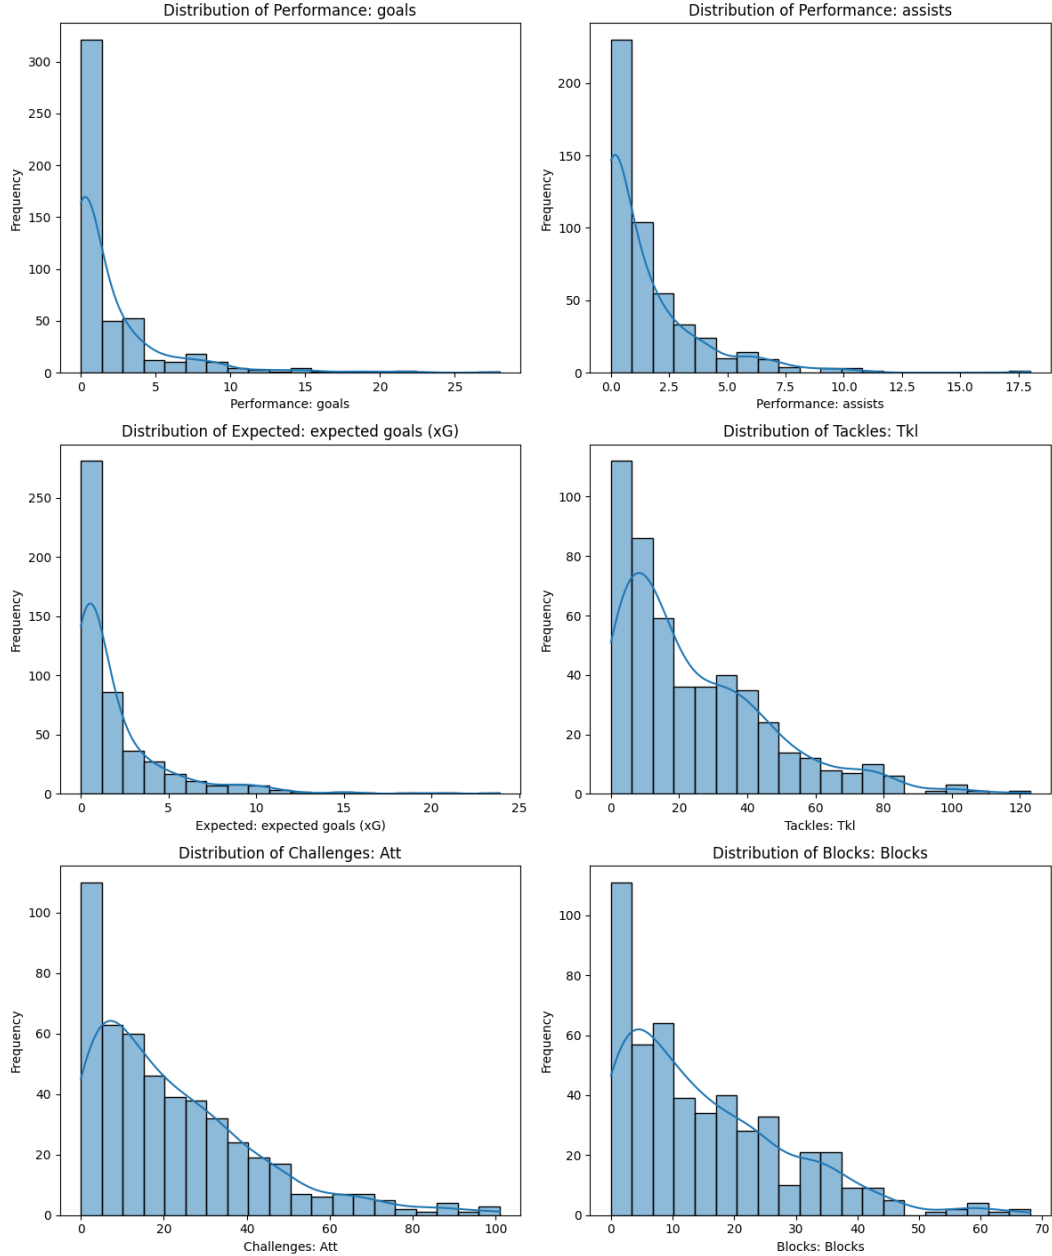 Distribution of Performance: goals
Frequency
300
250
200
150
100
50
0
0 5 10 15 20 25
Performance: goals
Distribution of Performance: assists
Frequency
200
150
100
50
0
0.0 2.5 5.0 7.5 10.0 12.5 15.0 17.5
Performance: assists
Distribution of Expected: expected goals (xG)
Frequency
250
200
150
100
50
0
0 5 10 15 20 25
Expected: expected goals (xG)
Distribution of Tackles: Tkl
Frequency
100
80
60
40
20
0
0 20 40 60 80 100 120
Tackles: Tkl
Distribution of Challenges: Att
Frequency
100
80
60
40
20
0
0 20 40 60 80 100
Challenges: Att
Distribution of Blocks: Blocks
Frequency
100
80
60
40
20
0
0 10 20 30 40 50 60 70
Blocks: Blocks